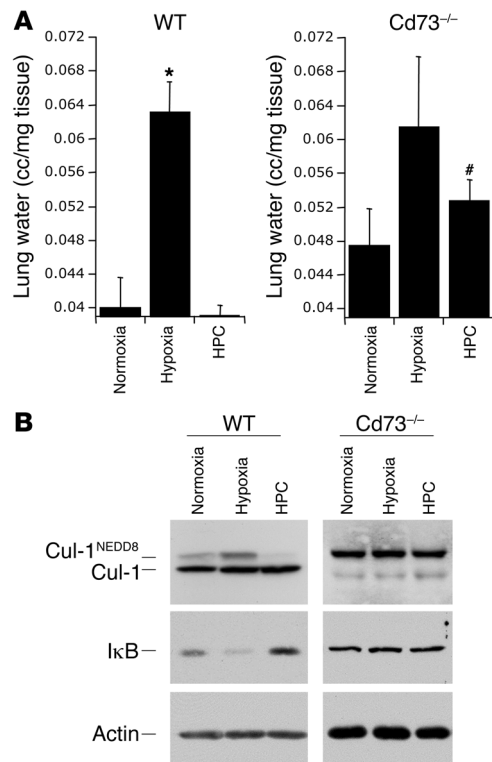 A
WT
Cd73–/–
Lung water (cc/mg tissue)
0.072
0.068
0.064
0.06
0.056
0.052
0.048
0.044
0.04
*
Normoxia
Hypoxia
HPC
Lung water (cc/mg tissue)
0.072
0.068
0.064
0.06
0.056
0.052
0.048
0.044
0.04
#
Normoxia
Hypoxia
HPC
B
WT
Cd73–/–
Normoxia
Hypoxia
HPC
Normoxia
Hypoxia
HPC
Cul-1NEDD8
Cul-1
IκB
Actin